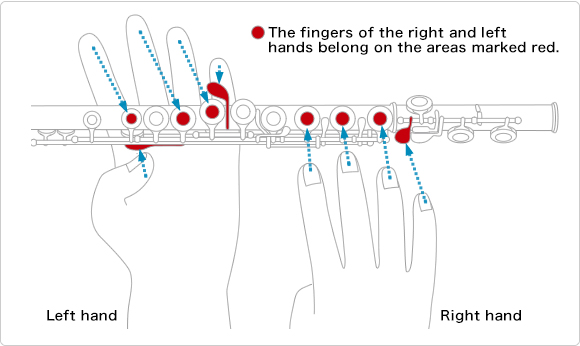 The fingers of the right and left
hands belong on the areas marked red.
Left hand
Right hand